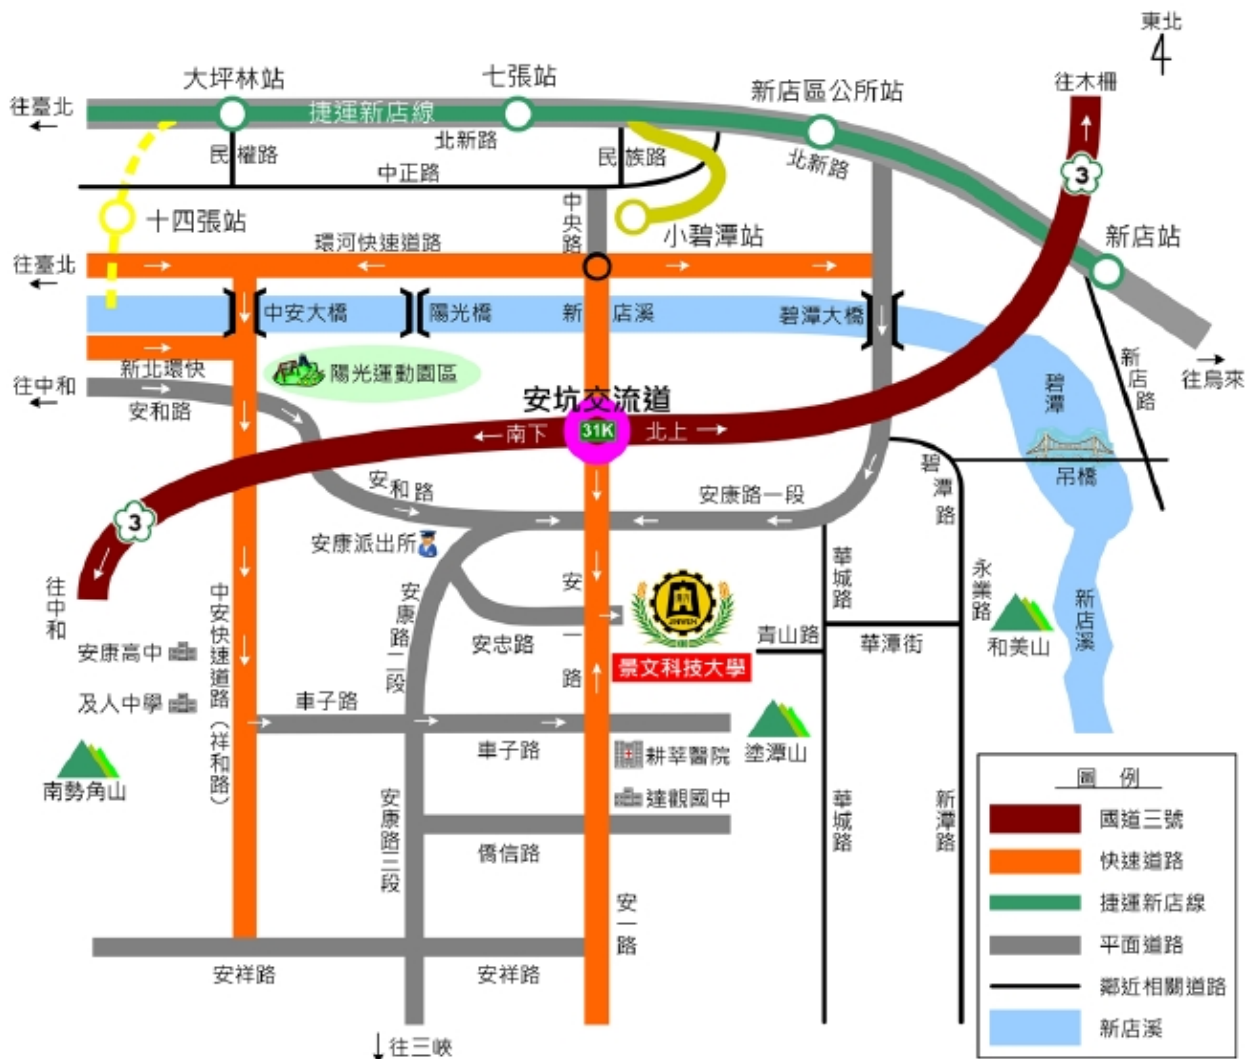 東北
往木柵
大坪林站
七張站
新店區公所站
往臺北
捷運新店線
北新路
民權路
民族路
北新路
中正路
3
十四張站
中央路
小碧潭站
新店站
環河快速道路
往臺北
中安大橋
陽光橋
新店溪
碧潭大橋
新北環快
陽光運動園區
往中和
安和路
新店路
往烏來
碧潭
安坑交流道
南下
31K
北上
碧潭路
吊橋
安和路
安康路一段
3
安康派出所
往中和
中安快速道路（祥和路）
安康路二段
安一路
JINWEN
華城路
永業路
新店溪
安忠路
青山路
華潭街
和美山
安康高中
景文科技大學
及人中學
車子路
車子路
耕莘醫院
塗潭山
南勢角山
達觀國中
安康路三段
華城路
新潭路
僑信路
安一路
安祥路
安祥路
往三峽
圖例
國道三號
快速道路
捷運新店線
平面道路
鄰近相關道路
新店溪